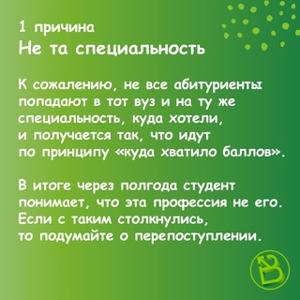 1 причина
Не та специальность
К сожалению, не все абитуриенты
попадают в тот вуз и на ту же
специальность, куда хотели,
и получается так, что идут
по принципу «куда хватило баллов».
В итоге через полгода студент
понимает, что эта профессия не его.
Если с таким столкнулись,
то подумайте о перепоступлении.